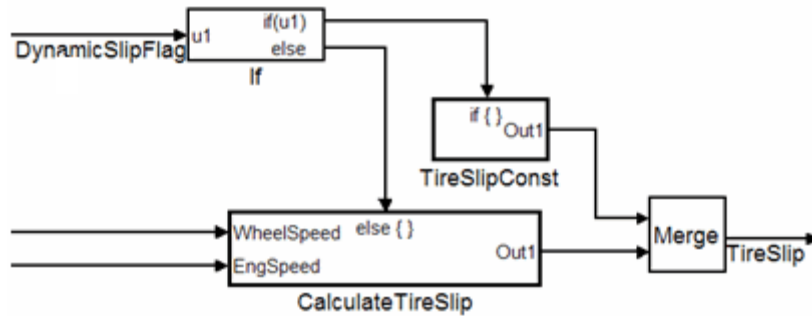 if(u1)
u1
else
DynamicSlipFlag
If
if { }
Out1
TireSlipConst
WheelSpeed
else { }
Out1
EngSpeed
CalculateTireSlip
Merge
TireSlip